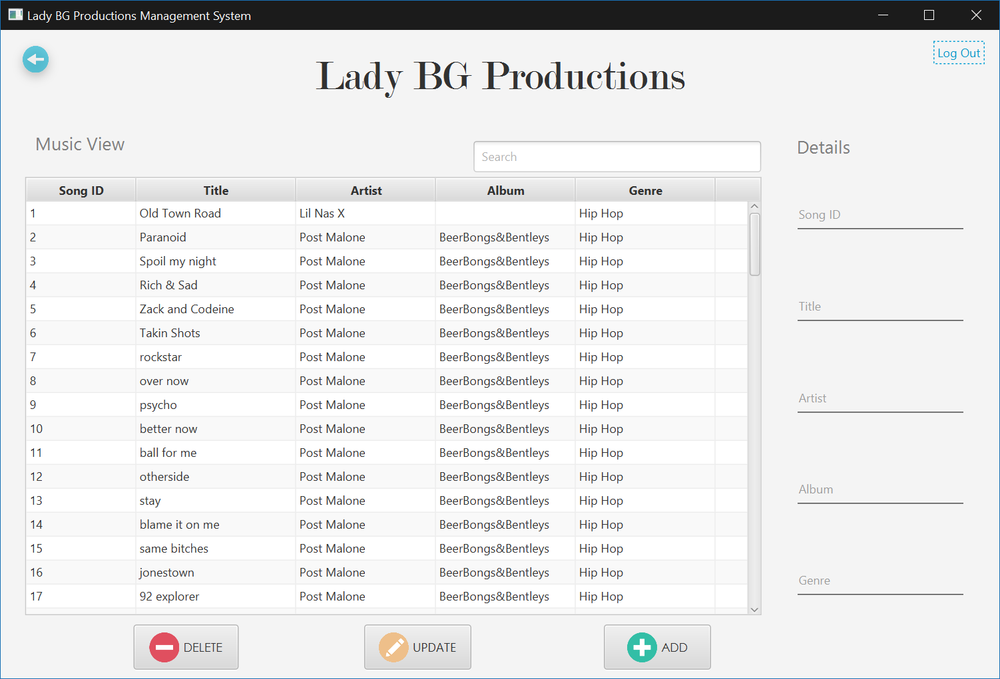 Lady BG Productions Management System
Log Out
Lady BG Productions
Music View
Search
Details
Song ID Title Artist Album Genre
1 Old Town Road Lil Nas X Hip Hop
2 Paranoid Post Malone BeerBongs&Bentleys Hip Hop
3 Spoil my night Post Malone BeerBongs&Bentleys Hip Hop
4 Rich & Sad Post Malone BeerBongs&Bentleys Hip Hop
5 Zack and Codeine Post Malone BeerBongs&Bentleys Hip Hop
6 Takin Shots Post Malone BeerBongs&Bentleys Hip Hop
7 rockstar Post Malone BeerBongs&Bentleys Hip Hop
8 over now Post Malone BeerBongs&Bentleys Hip Hop
9 psycho Post Malone BeerBongs&Bentleys Hip Hop
10 better now Post Malone BeerBongs&Bentleys Hip Hop
11 ball for me Post Malone BeerBongs&Bentleys Hip Hop
12 otherside Post Malone BeerBongs&Bentleys Hip Hop
13 stay Post Malone BeerBongs&Bentleys Hip Hop
14 blame it on me Post Malone BeerBongs&Bentleys Hip Hop
15 same bitches Post Malone BeerBongs&Bentleys Hip Hop
16 jonestown Post Malone BeerBongs&Bentleys Hip Hop
17 92 explorer Post Malone BeerBongs&Bentleys Hip Hop
Song ID
Title
Artist
Album
Genre
DELETE
UPDATE
ADD